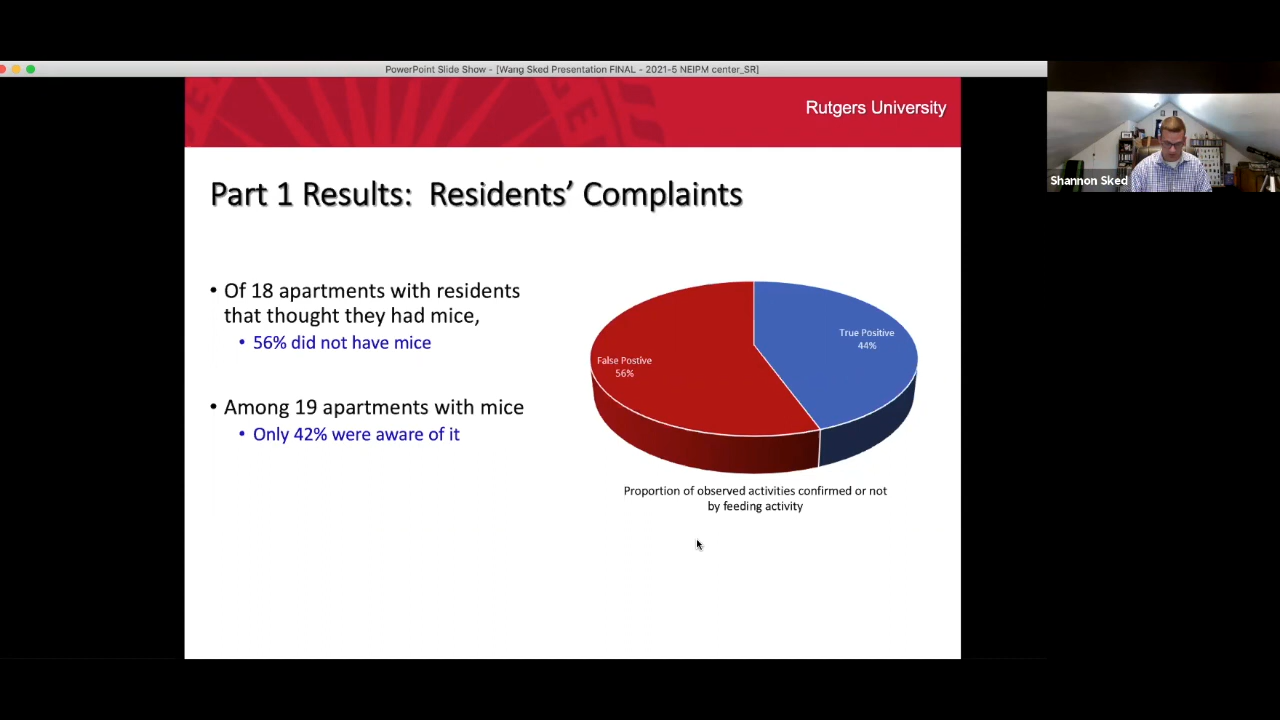 PowerPoint Slide Show - [Wang Sked Presentation FINAL - 2021-5 NEIPM center_SR]
Rutgers University
Shannon Sked
Part 1 Results: Residents’ Complaints
• Of 18 apartments with residents
that thought they had mice,
• 56% did not have mice
• Among 19 apartments with mice
• Only 42% were aware of it
True Positive
44%
False Postive
56%
Proportion of observed activities confirmed or not
by feeding activity